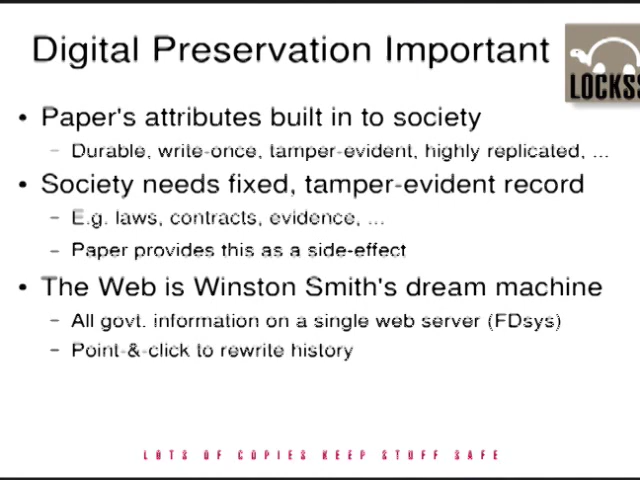 Digital Preservation Important
LOCKSS
• Paper's attributes built in to society
– Durable, write-once, tamper-evident, highly replicated, ...
• Society needs fixed, tamper-evident record
– E.g. laws, contracts, evidence, ...
– Paper provides this as a side-effect
• The Web is Winston Smith's dream machine
– All govt. information on a single web server (FDsys)
– Point-&-click to rewrite history
LOTS OF COPIES KEEP STUFF SAFE